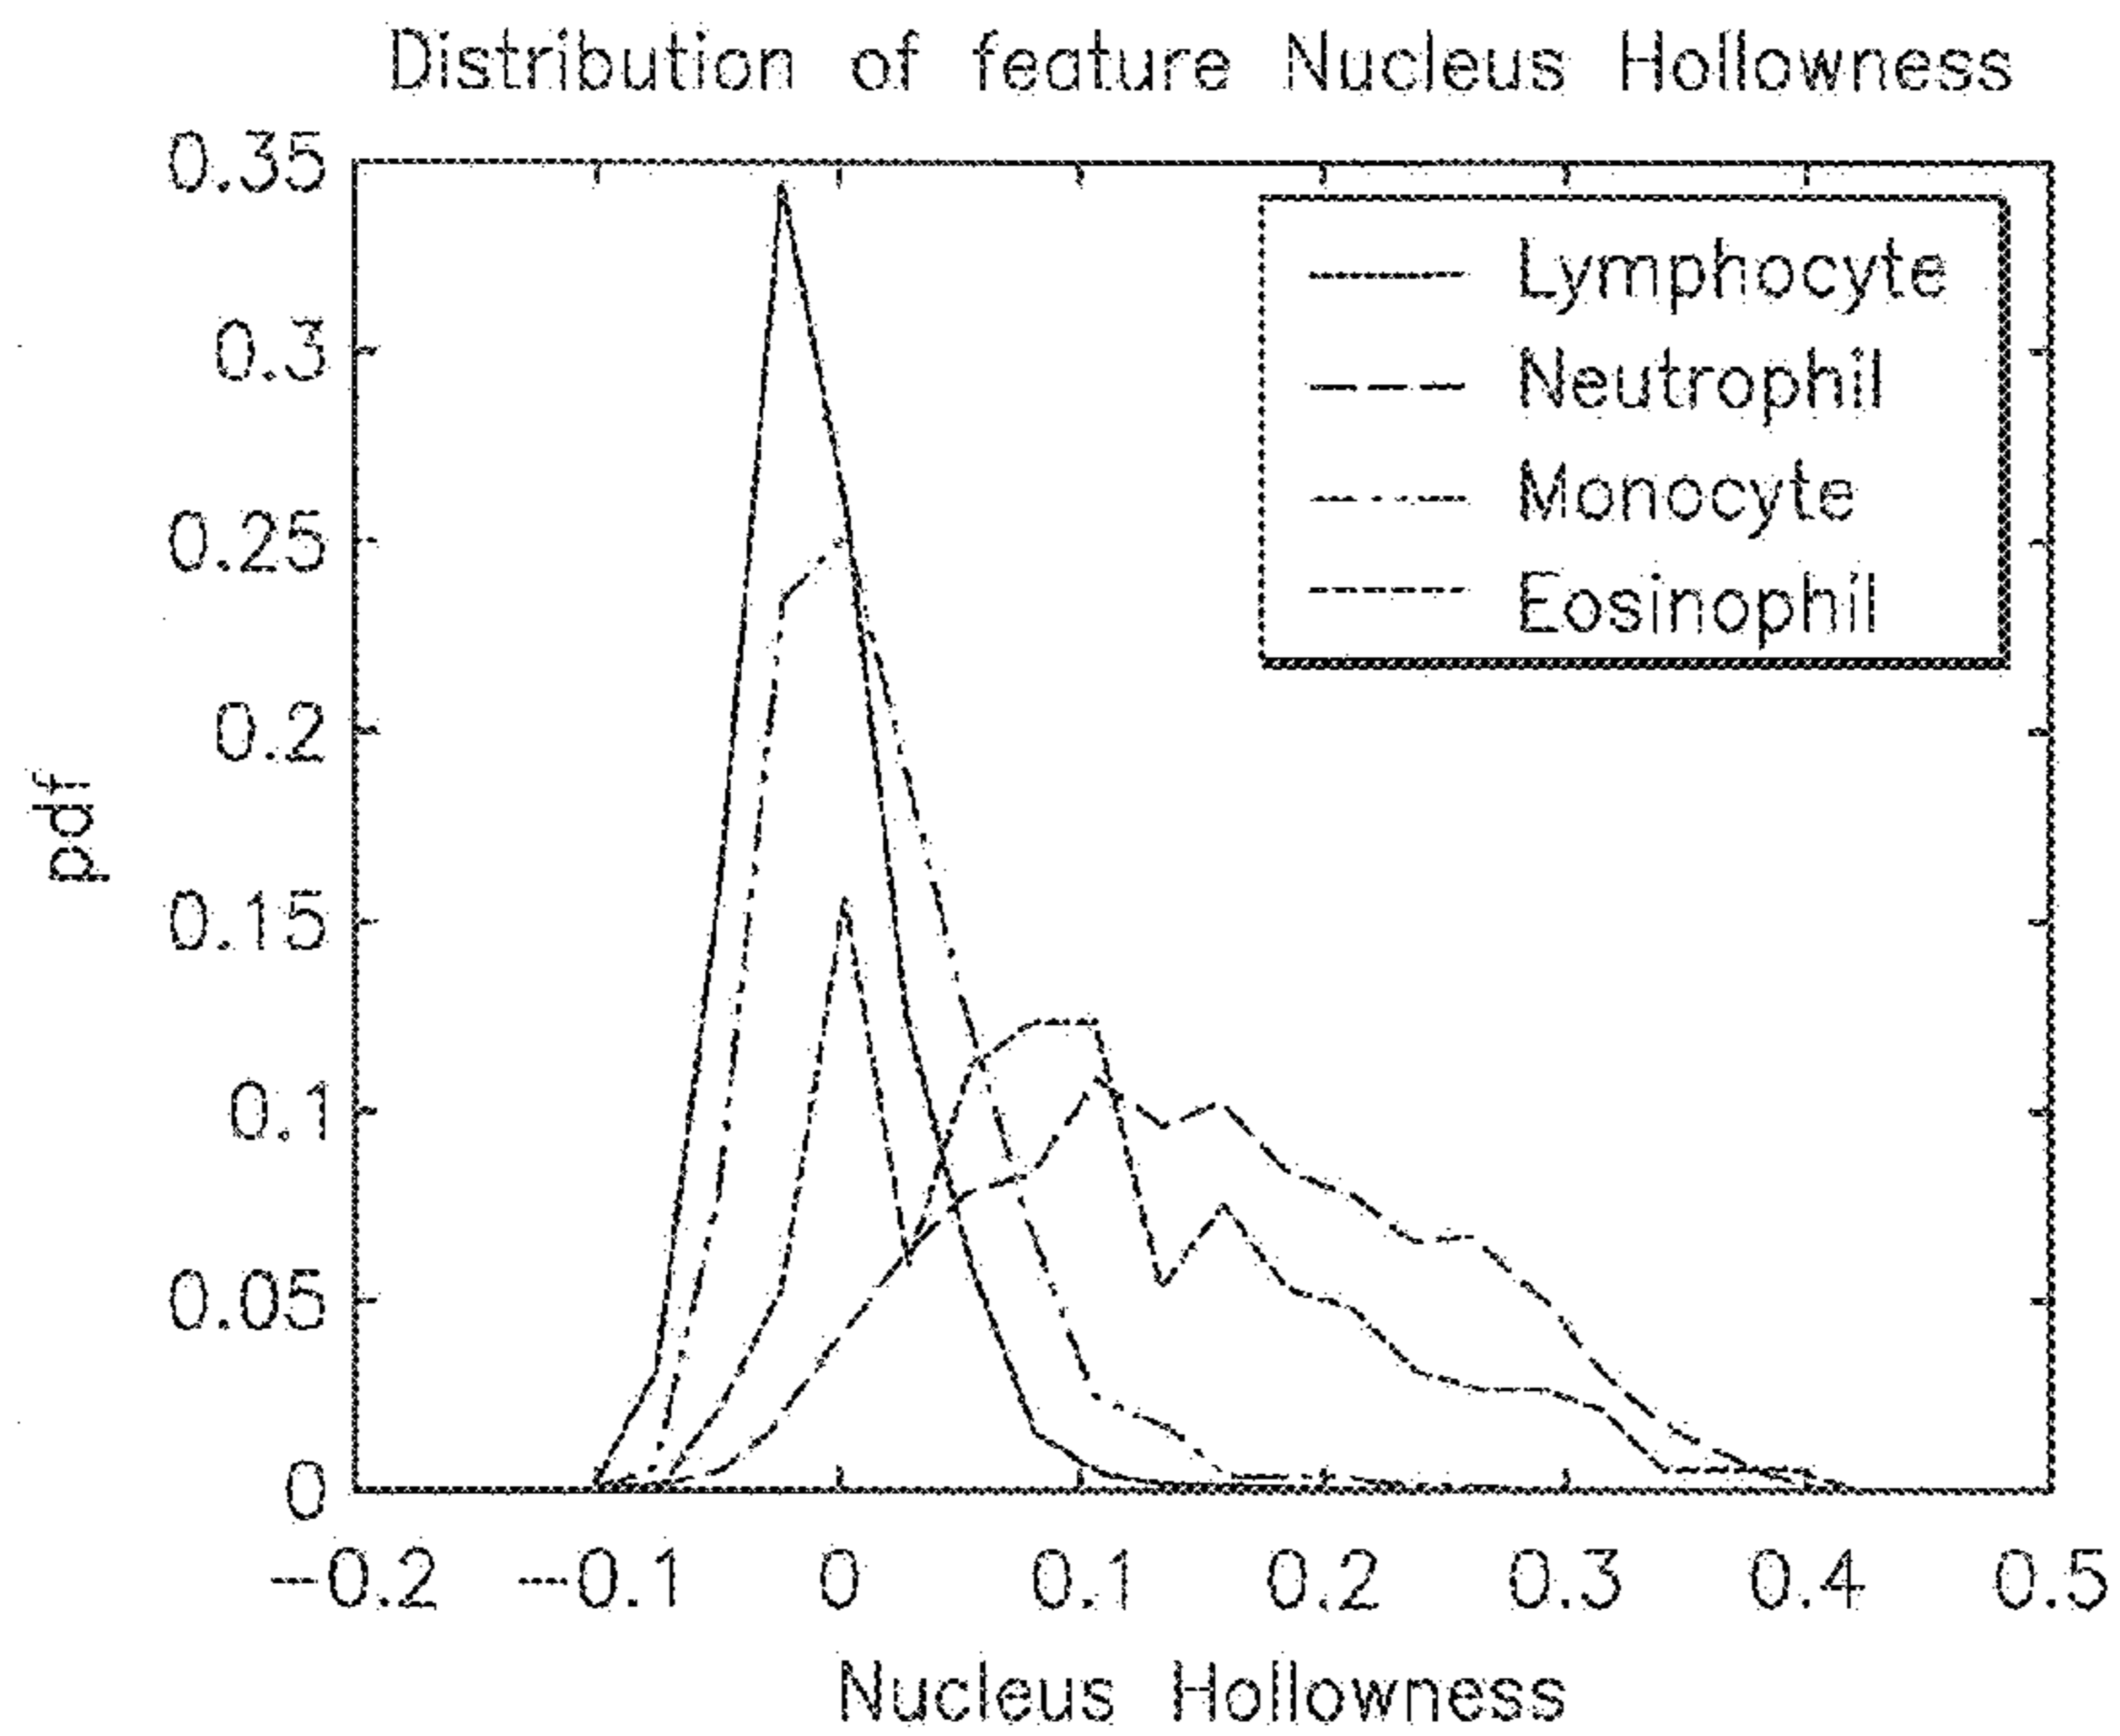 Distribution of feature Nucleus Hollowness
0.35
0.3
0.25
0.2
0.15
0.1
0.05
0
pdf
Lymphocyte
Neutrophil
Monocyte
Eosinophil
-0.2 -0.1 0 0.1 0.2 0.3 0.4 0.5
Nucleus Hollowness